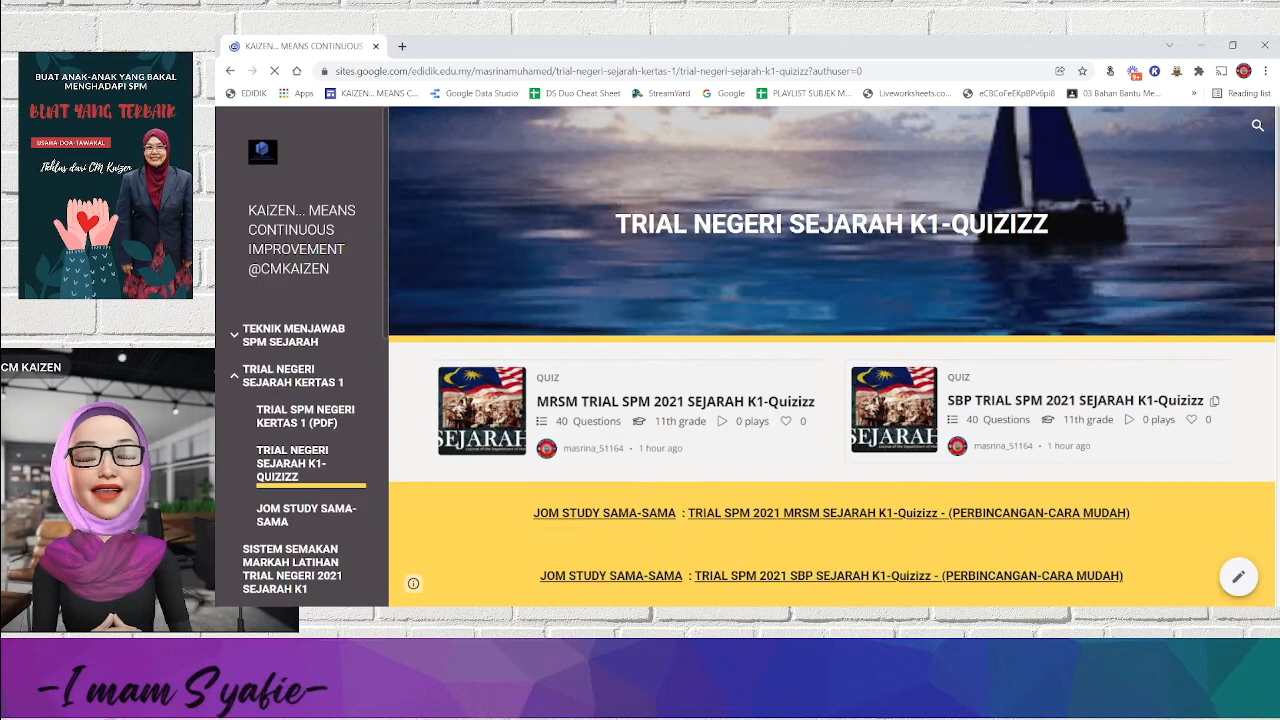 BUAT ANAK-ANAK YANG BAKAL
MENGHADAPI SPM
BUAT YANG TERBAIK
USAHA-DOA-TAWAKAL
Ikhlas dari CM Kaizen
CM KAIZEN
KAIZEN... MEANS CONTINUOUS
sites.google.com/edidik.edu.my/masrinamuhamed/trial-negeri-sejarah-kertas-1/trial-negeri-sejarah-k1-quizizz?authuser=0
EDIDIK
Apps
KAIZEN... MEANS C...
Google Data Studio
DS Duo Cheat Sheet
StreamYard
Google
PLAYLIST SUBJEK M...
Liveworksheets.co...
eCBCoFeEKpBPv6pi8
03 Bahan Bantu Me...
»
Reading list
KAIZEN... MEANS
CONTINUOUS
IMPROVEMENT
@CMKAIZEN
TEKNIK MENJAWAB
SPM SEJARAH
TRIAL NEGERI
SEJARAH KERTAS 1
TRIAL SPM NEGERI
KERTAS 1 (PDF)
TRIAL NEGERI
SEJARAH K1-
QUIZIZZ
JOM STUDY SAMA-
SAMA
SISTEM SEMAKAN
MARKAH LATIHAN
TRIAL NEGERI 2021
SEJARAH K1
TRIAL NEGERI SEJARAH K1-QUIZIZZ
SEJARAH
QUIZ
MRSM TRIAL SPM 2021 SEJARAH K1-Quizizz
40 Questions 11th grade 0 plays 0
masrina_51164 • 1 hour ago
SEJARAH
QUIZ
SBP TRIAL SPM 2021 SEJARAH K1-Quizizz
40 Questions 11th grade 0 plays 0
masrina_51164 • 1 hour ago
JOM STUDY SAMA-SAMA : TRIAL SPM 2021 MRSM SEJARAH K1-Quizizz - (PERBINCANGAN-CARA MUDAH)
JOM STUDY SAMA-SAMA : TRIAL SPM 2021 SBP SEJARAH K1-Quizizz - (PERBINCANGAN-CARA MUDAH)
-Imam Syafie-